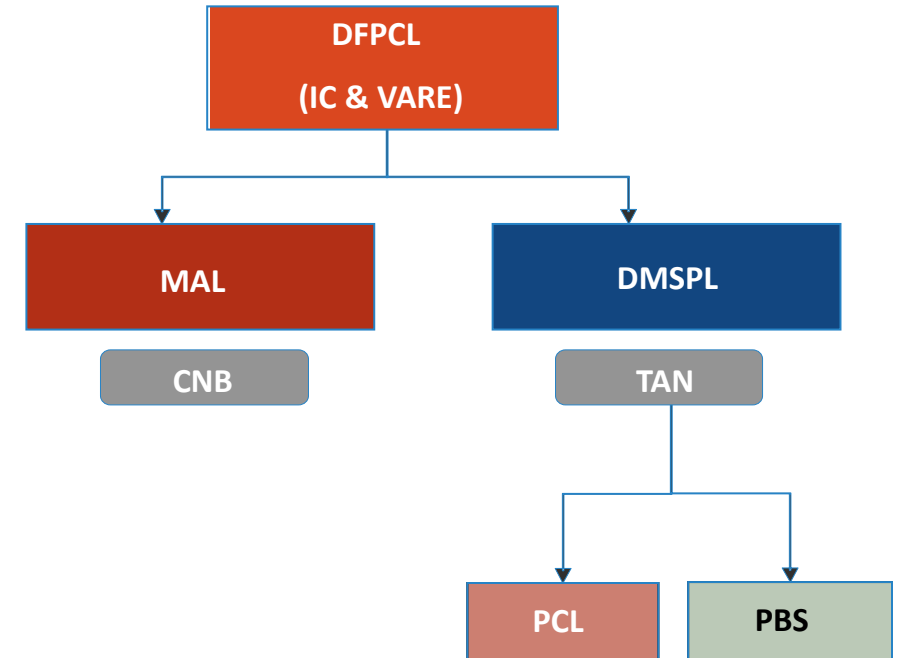 DFPCL
(IC & VARE)
MAL
DMSPL
CNB
TAN
PCL
PBS